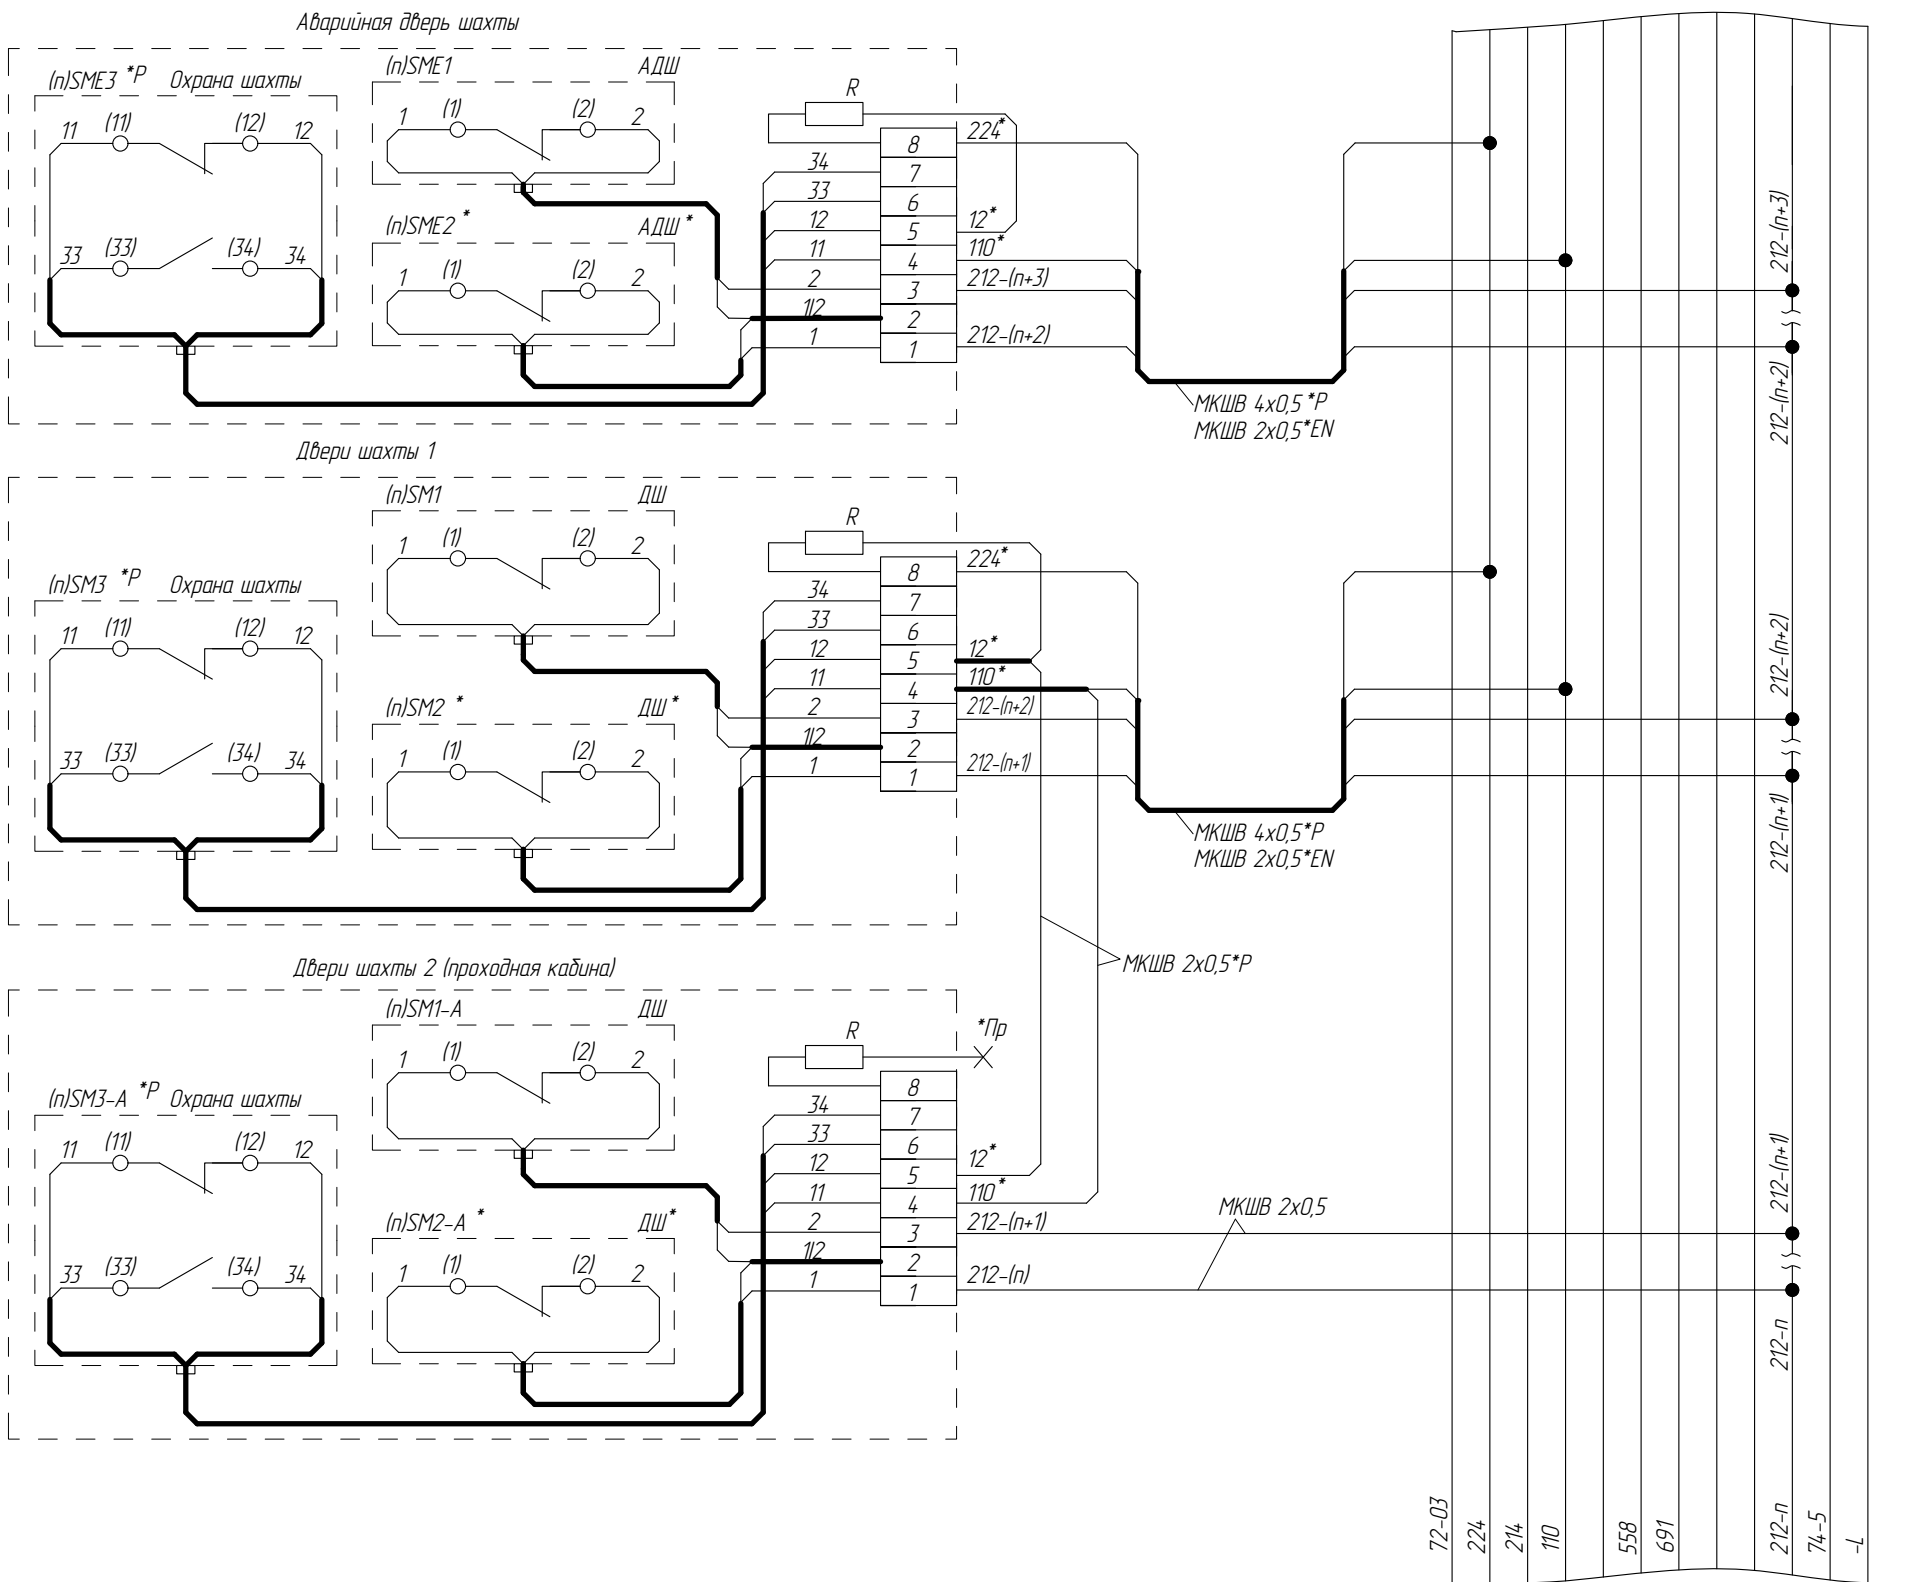 Аварийная дверь шахты
(n)SME3 *P Охрана шахты
11 (11) (12) 12
33 (33) (34) 34
(n)SME1 АДШ
1 (1) (2) 2
(n)SME2 * АДШ *
1 (1) (2) 2
R
8 224*
34 7
33 6
12 5 12*
11 4 110*
2 3 212-(n+3)
1/2 2
1 1 212-(n+2)
МКШВ 4x0,5 *P
МКШВ 2x0,5*EN
212-(n+3)
212-(n+2)
Двери шахты 1
(n)SM3 *P Охрана шахты
11 (11) (12) 12
33 (33) (34) 34
(n)SM1 ДШ
1 (1) (2) 2
(n)SM2 * ДШ *
1 (1) (2) 2
R
8 224*
34 7
33 6
12 5 12*
11 4 110*
2 3 212-(n+2)
1/2 2
1 1 212-(n+1)
МКШВ 4x0,5*P
МКШВ 2x0,5*EN
212-(n+2)
212-(n+1)
МКШВ 2x0,5*P
Двери шахты 2 (проходная кабина)
(n)SM3-A *P Охрана шахты
11 (11) (12) 12
33 (33) (34) 34
(n)SM1-A ДШ
1 (1) (2) 2
(n)SM2-A * ДШ *
1 (1) (2) 2
R *Пр
8
34 7
33 6
12 5 12*
11 4 110*
2 3 212-(n+1)
1/2 2
1 1 212-(n)
МКШВ 2x0,5
212-(n+1)
212-n
72-03
224
214
110
558
691
212-n
74-5
-L